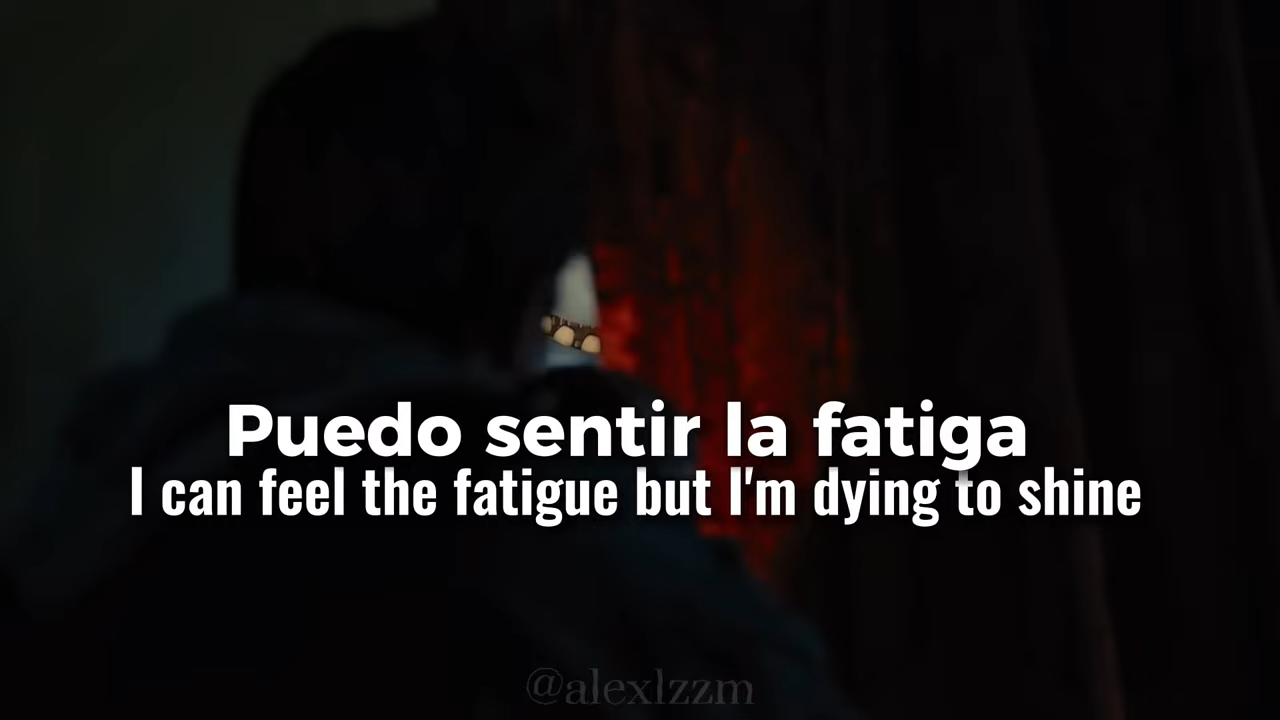 Puedo sentir la fatiga
I can feel the fatigue but I'm dying to shine
@alexlzzm